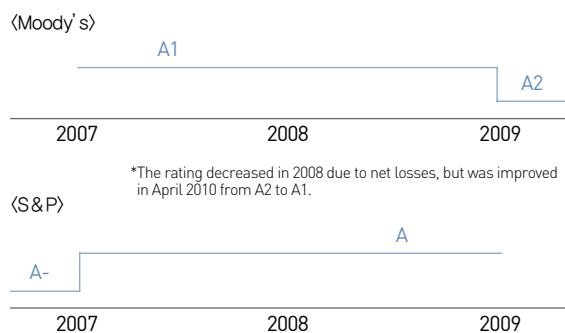 〈Moody's〉
A1
A2
2007 2008 2009
*The rating decreased in 2008 due to net losses, but was improved
in April 2010 from A2 to A1.
〈S&P〉
A
A-
2007 2008 2009